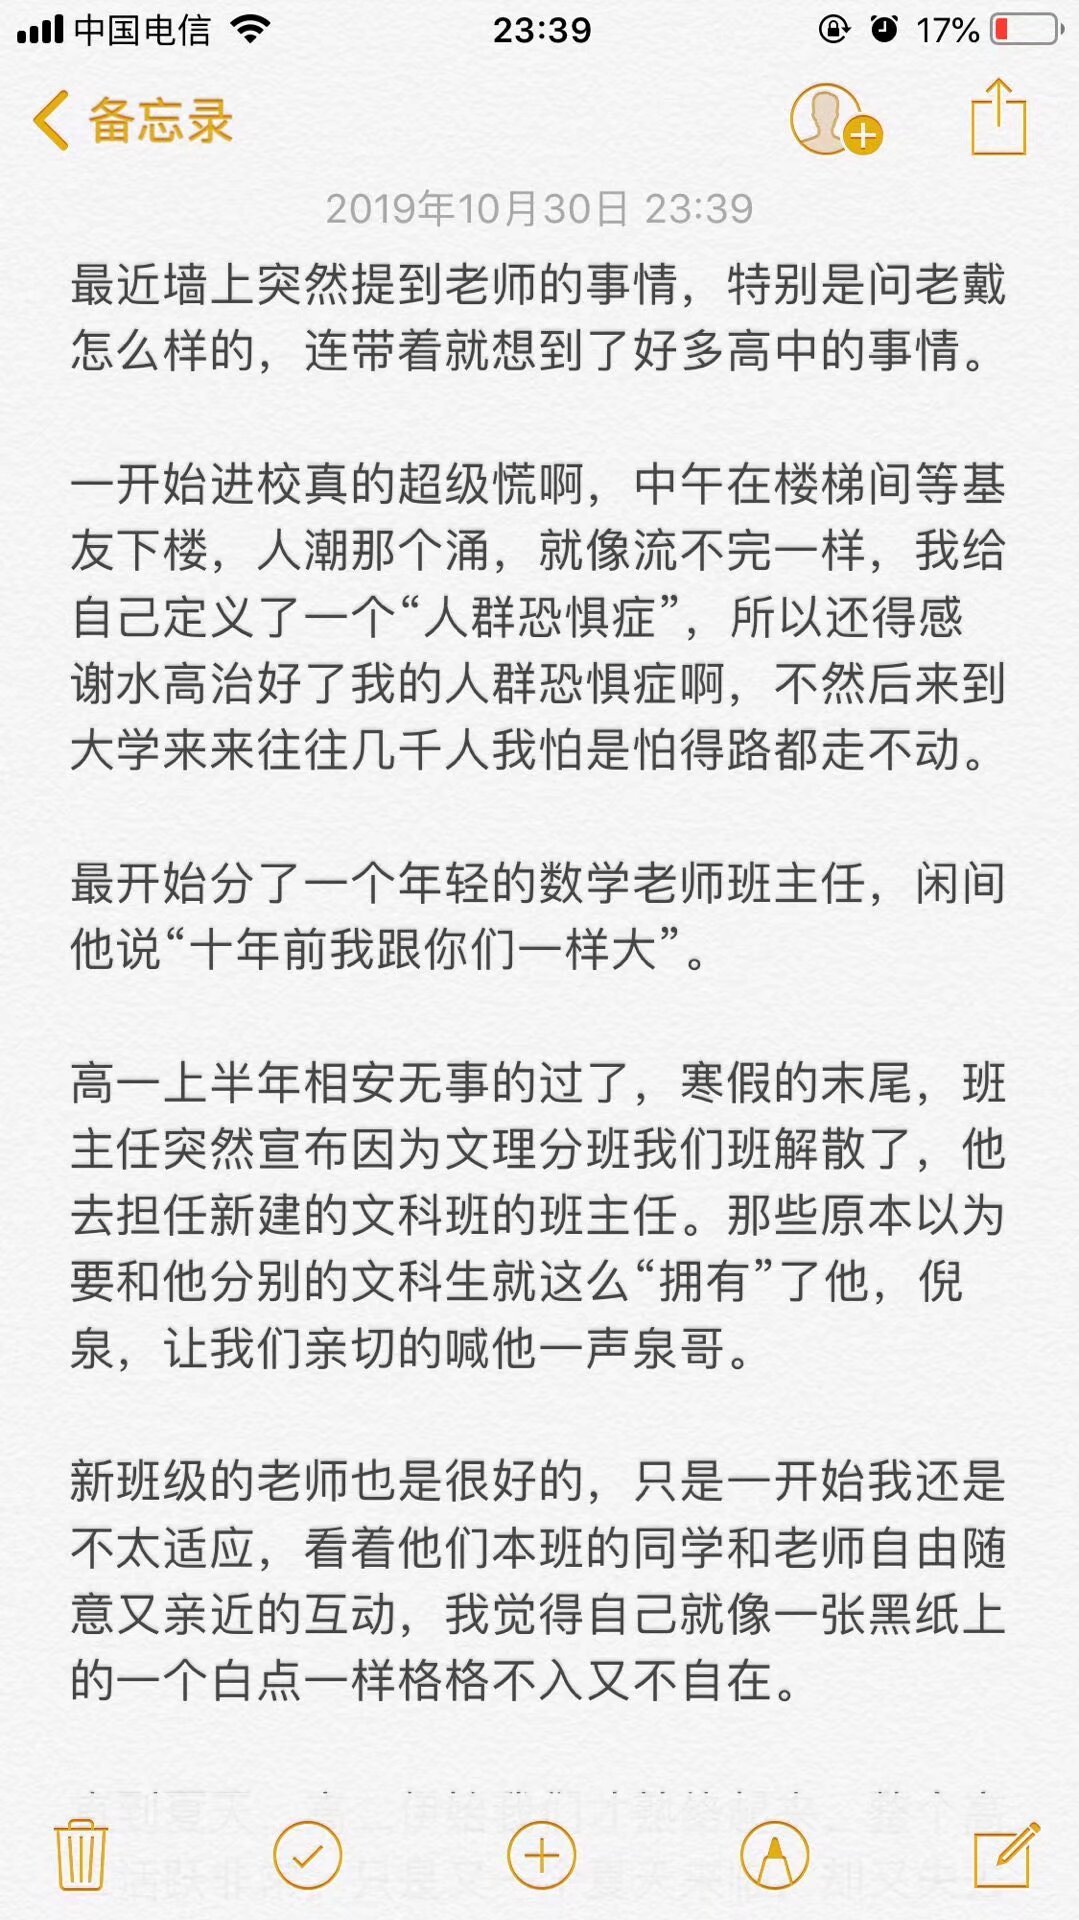 中国电信 23:39 17%
备忘录
2019年10月30日 23:39
最近墙上突然提到老师的事情，特别是问老戴
怎么样的，连带着就想到了好多高中的事情。
一开始进校真的超级慌啊，中午在楼梯间等基
友下楼，人潮那个涌，就像流不完一样，我给
自己定义了一个“人群恐惧症”，所以还得感
谢水高治好了我的人群恐惧症啊，不然后来到
大学来来往往几千人我怕是怕得路都走不动。
最开始分了一个年轻的数学老师班主任，闲间
他说“十年前我跟你们一样大”。
高一上半年相安无事的过了，寒假的末尾，班
主任突然宣布因为文理分班我们班解散了，他
去担任新建的文科班的班主任。那些原本以为
要和他分别的文科生就这么“拥有”了他，倪
泉，让我们亲切的喊他一声泉哥。
新班级的老师也是很好的，只是一开始我还是
不太适应，看着他们本班的同学和老师自由随
意又亲近的互动，我觉得自己就像一张黑纸上
的一个白点一样格格不入又不自在。